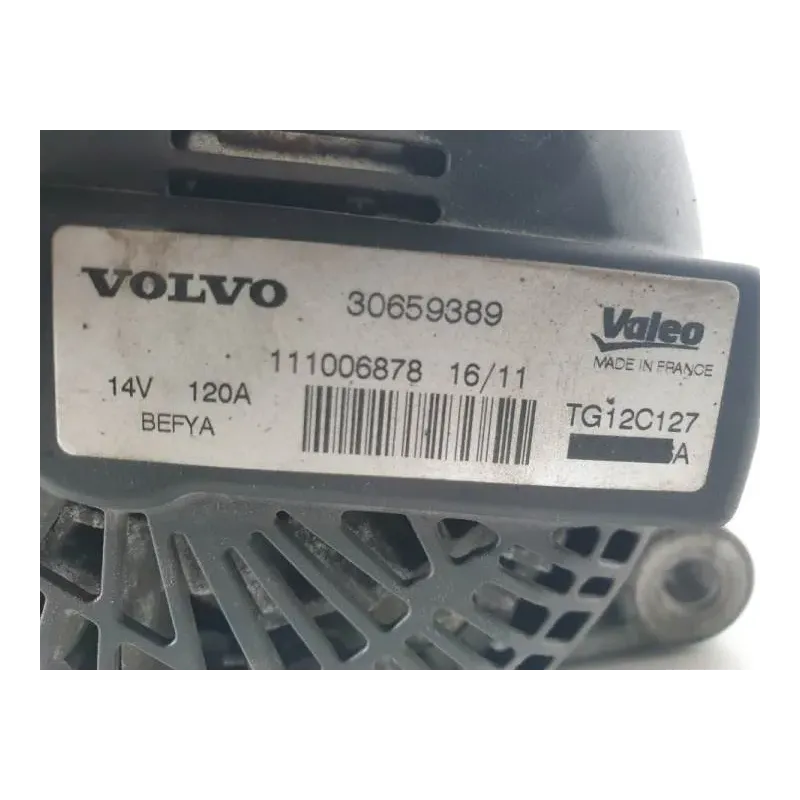 VOLVO 30659389 Valeo
MADE IN FRANCE
111006878 16/11
14V 120A
TG12C127
BEFYA